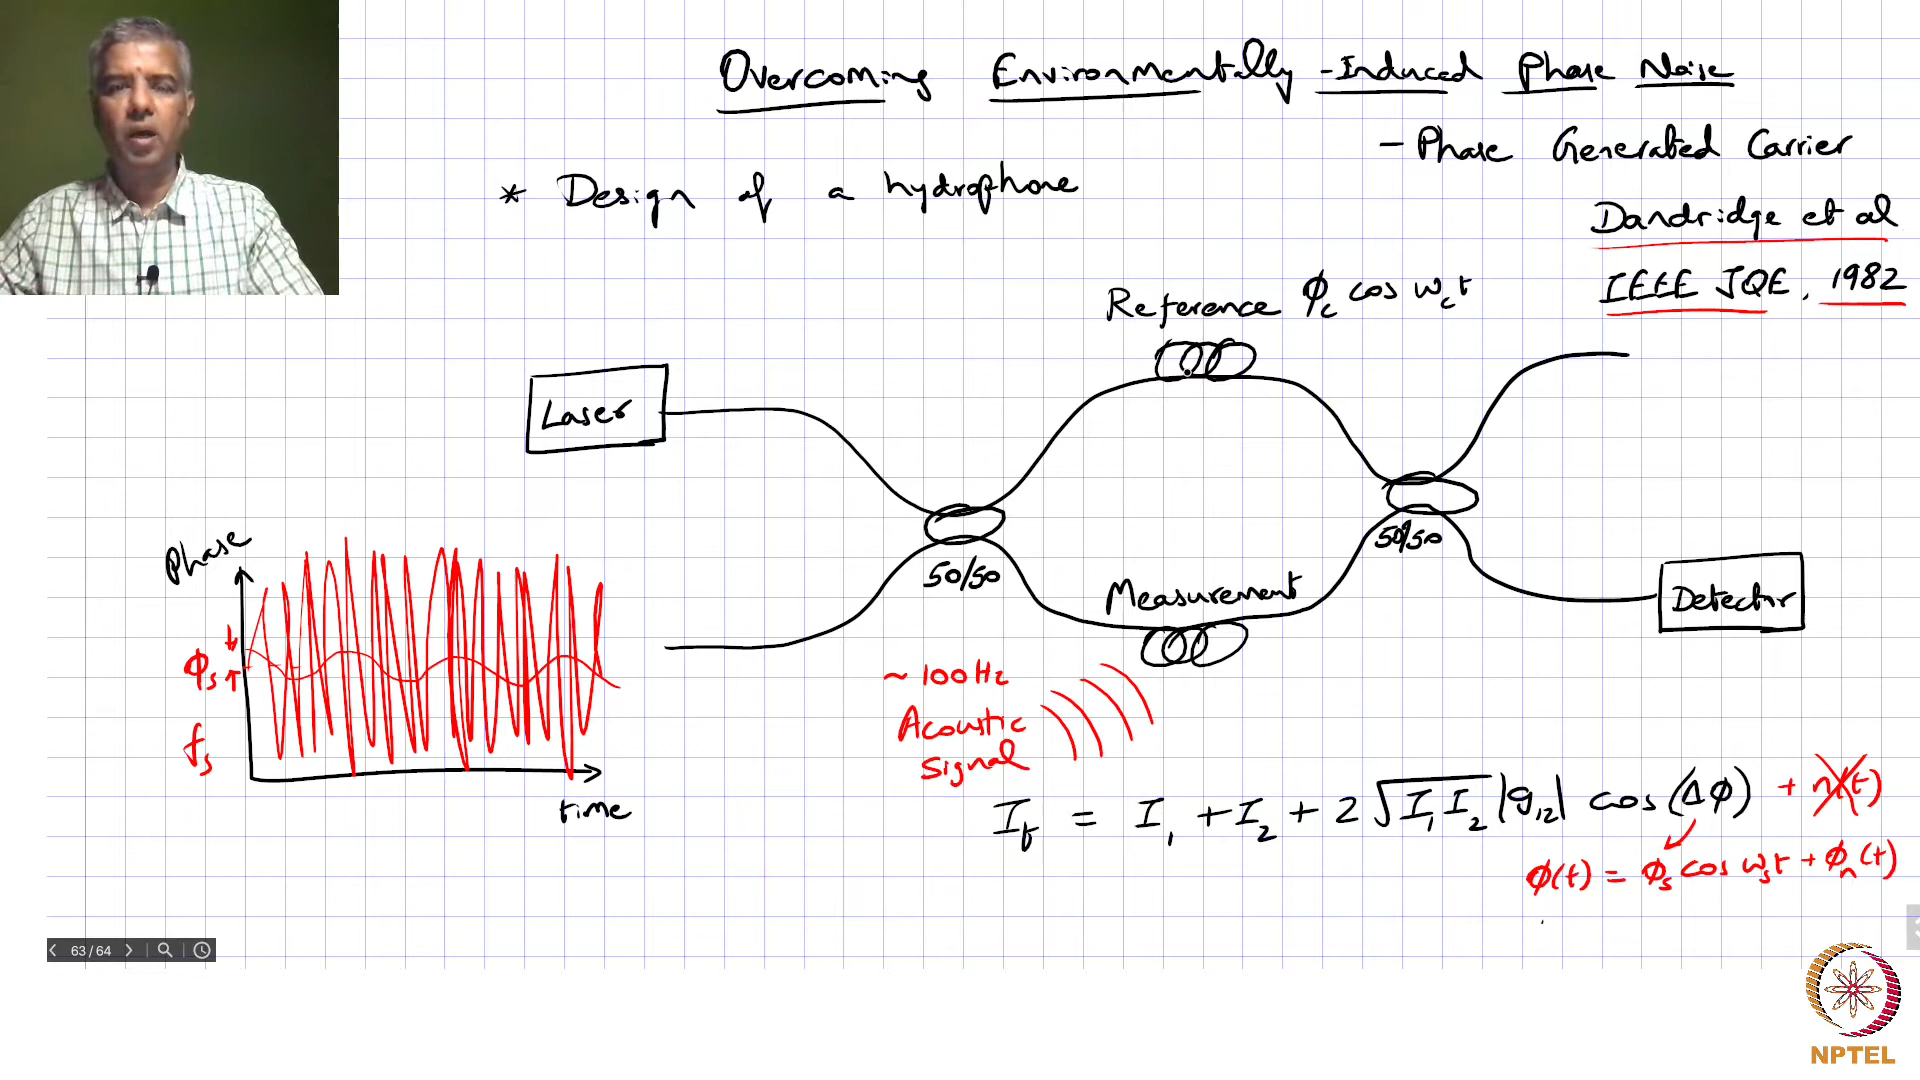 Overcoming Environmentally-Induced Phase Noise
- Phase Generated Carrier
* Design of a hydrophone
Dandridge et al
IEEE JQE, 1982
Reference ϕc cos ωct
Laser
50/50
50/50
Measurement
Detector
Phase
ϕs
fs
time
~ 100Hz
Acoustic
Signal
If = I1 + I2 + 2√I1I2 |g12| cos(Δϕ) + n(t)
ϕ(t) = ϕs cos ωst + ϕn(t)
63 / 64
NPTEL